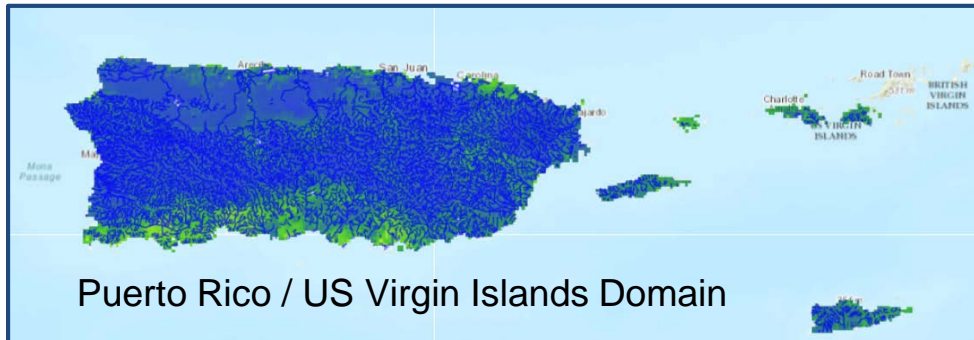 Arecibo
San Juan
Carolina
Road Town
BRITISH
VIRGIN
ISLANDS
Charlotte
US VIRGIN
ISLANDS
Mona
Passage
Puerto Rico / US Virgin Islands Domain